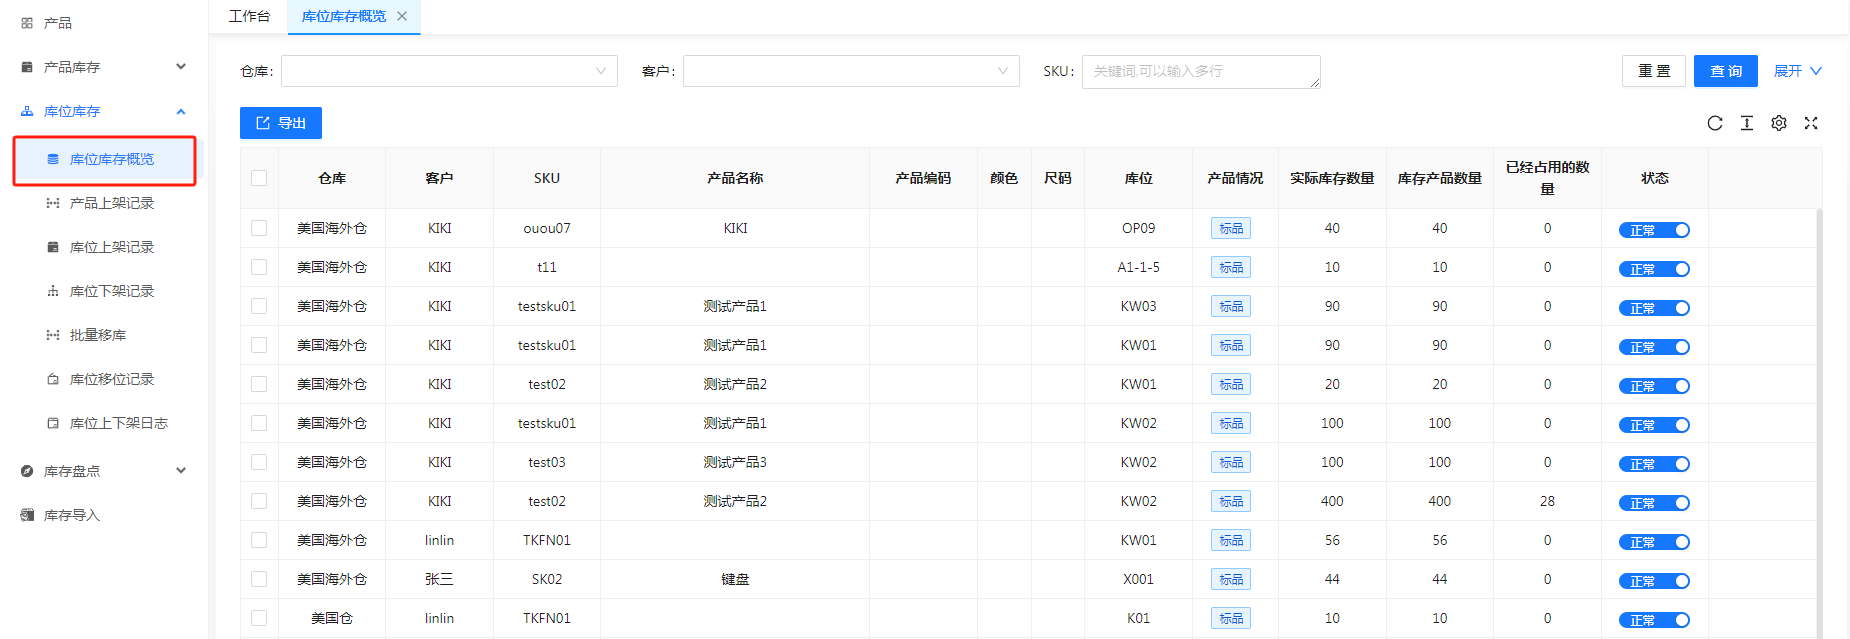 产品
产品库存
库位库存
库位库存概览
产品上架记录
库位上架记录
库位下架记录
批量移库
库位移位记录
库位上下架日志
库存盘点
库存导入
工作台 库位库存概览
仓库: 客户: SKU: 关键词,可以输入多行 重 置 查 询 展开
导出
仓库 客户 SKU 产品名称 产品编码 颜色 尺码 库位 产品情况 实际库存数量 库存产品数量 已经占用的数量 状态
美国海外仓 KIKI ouou07 KIKI OP09 标品 40 40 0 正常
美国海外仓 KIKI t11 A1-1-5 标品 10 10 0 正常
美国海外仓 KIKI testsku01 测试产品1 KW03 标品 90 90 0 正常
美国海外仓 KIKI testsku01 测试产品1 KW01 标品 90 90 0 正常
美国海外仓 KIKI test02 测试产品2 KW01 标品 20 20 0 正常
美国海外仓 KIKI testsku01 测试产品1 KW02 标品 100 100 0 正常
美国海外仓 KIKI test03 测试产品3 KW02 标品 100 100 0 正常
美国海外仓 KIKI test02 测试产品2 KW02 标品 400 400 28 正常
美国海外仓 linlin TKFN01 KW01 标品 56 56 0 正常
美国海外仓 张三 SK02 键盘 X001 标品 44 44 0 正常
美国仓 linlin TKFN01 K01 标品 10 10 0 正常